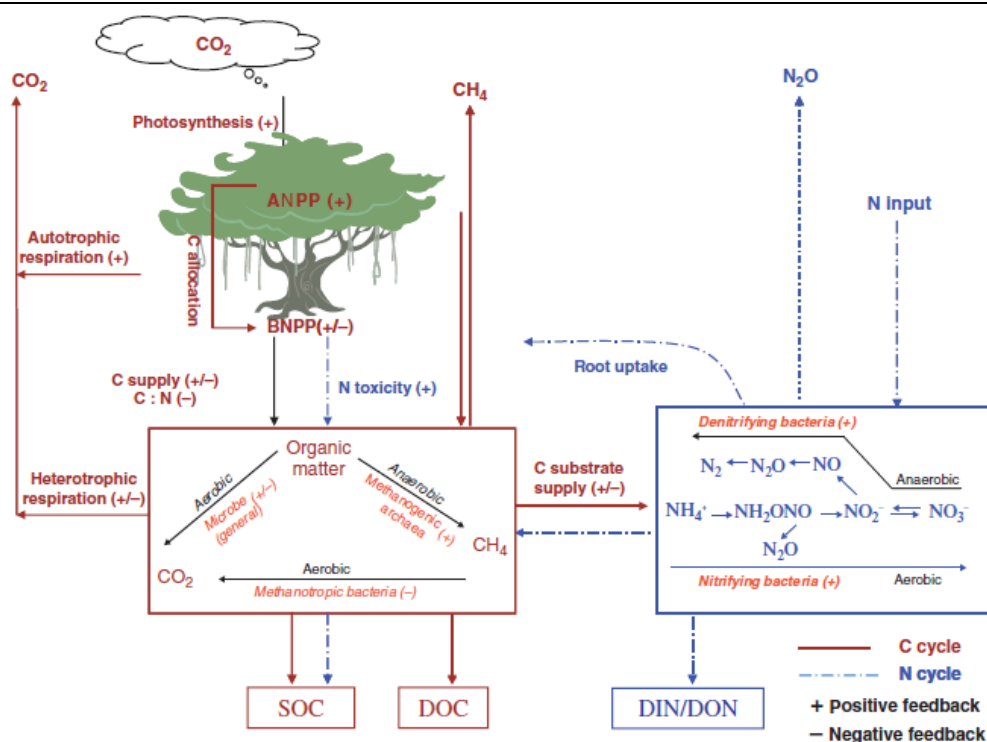 CO₂
CO₂
CH₄
N₂O
Photosynthesis (+)
ANPP (+)
N input
Autotrophic
respiration (+)
C allocation
BNPP(+/–)
Root uptake
C supply (+/–)
C : N (–)
N toxicity (+)
Organic
matter
Aerobic
Microbe (+/–)
(general)
Anaerobic
Methanogenic (+)
archaea
CO₂
CH₄
Aerobic
Methanotropic bacteria (–)
Heterotrophic
respiration (+/–)
C substrate
supply (+/–)
Denitrifying bacteria (+)
Anaerobic
N₂ N₂O NO
NH₄⁺ NH₂ONO NO₂⁻ NO₃⁻
N₂O
Nitrifying bacteria (+)
Aerobic
SOC
DOC
DIN/DON
C cycle
N cycle
+ Positive feedback
– Negative feedback